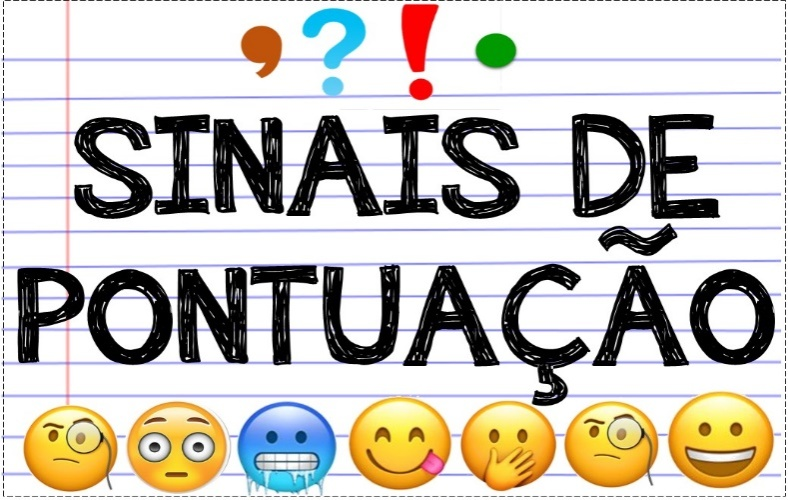 , ? ! .
SINAIS DE
PONTUAÇÃO